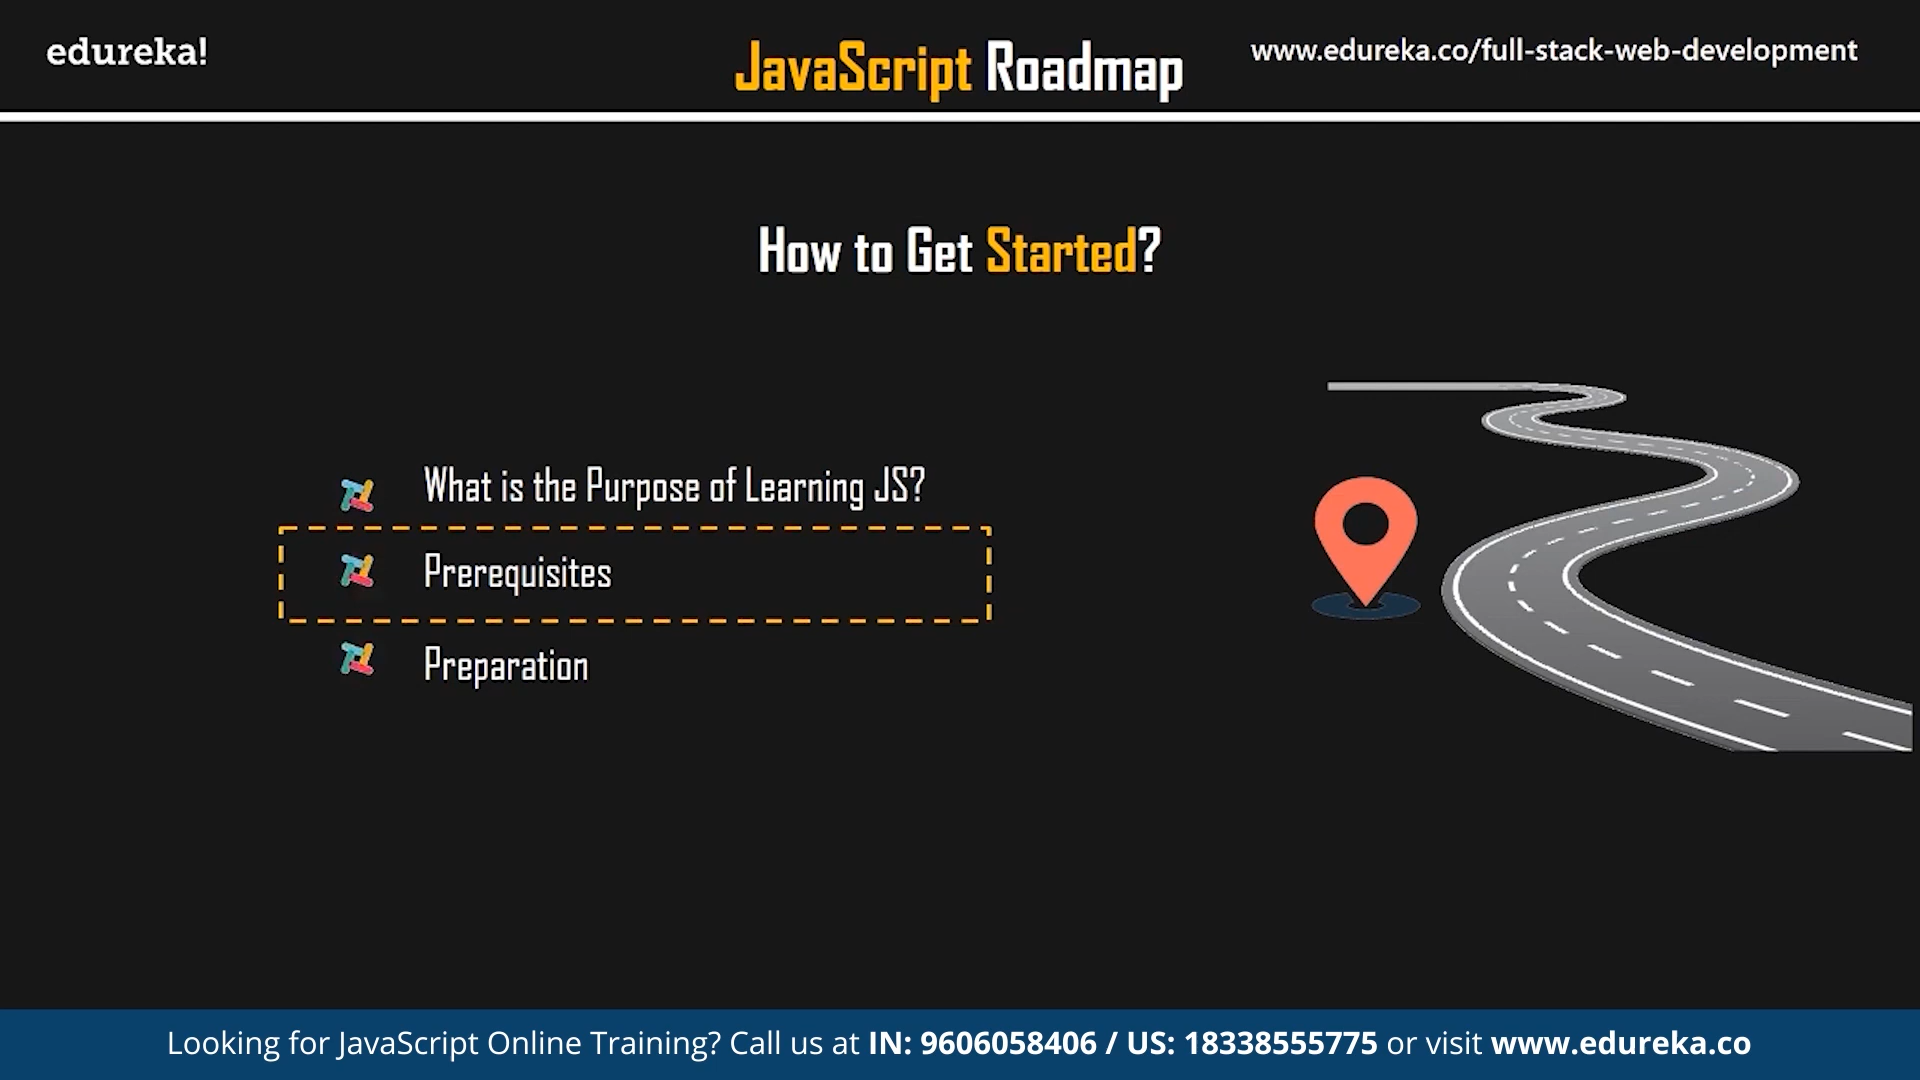 edureka!
JavaScript Roadmap
www.edureka.co/full-stack-web-development
How to Get Started?
What is the Purpose of Learning JS?
Prerequisites
Preparation
Looking for JavaScript Online Training? Call us at IN: 9606058406 / US: 18338555775 or visit www.edureka.co